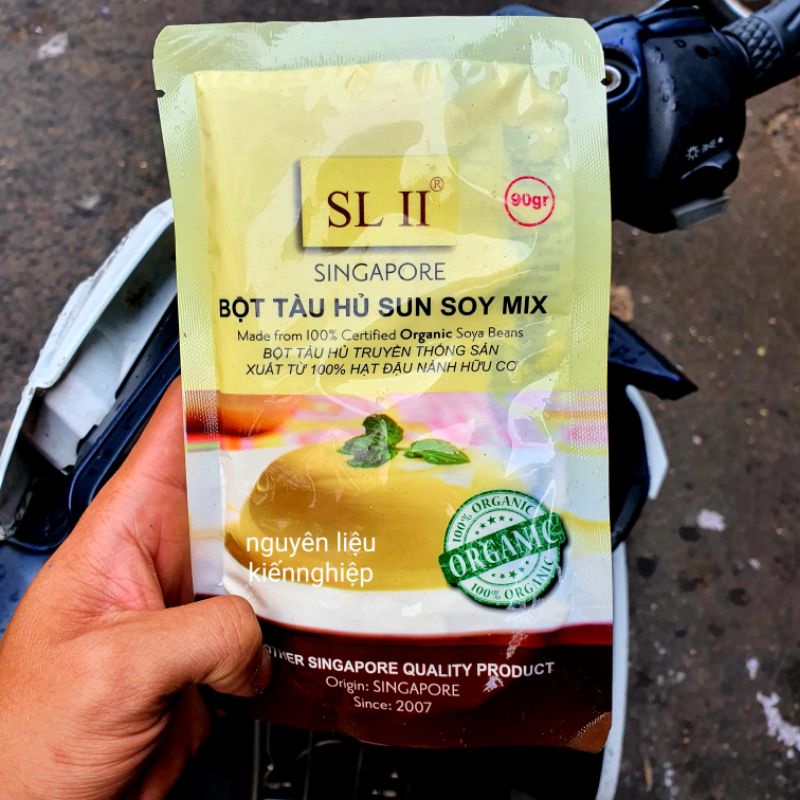 SL II®
90gr
SINGAPORE
BỘT TÀU HỦ SUN SOY MIX
Made from 100% Certified Organic Soya Beans
BỘT TÀU HỦ TRUYỀN THỐNG SẢN
XUẤT TỪ 100% HẠT ĐẬU NÀNH HỮU CƠ
100% ORGANIC
ORGANIC
100% ORGANIC
nguyên liệu
kiếnnghiệp
OTHER SINGAPORE QUALITY PRODUCT
Origin: SINGAPORE
Since: 2007